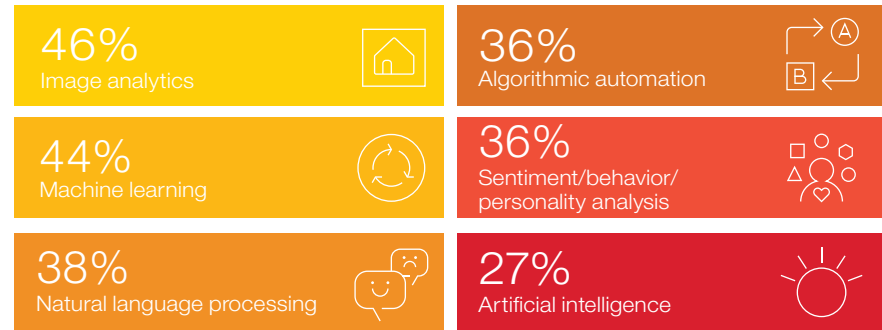 46%
Image analytics
36%
Algorithmic automation
A
B
44%
Machine learning
36%
Sentiment/behavior/
personality analysis
38%
Natural language processing
27%
Artificial intelligence